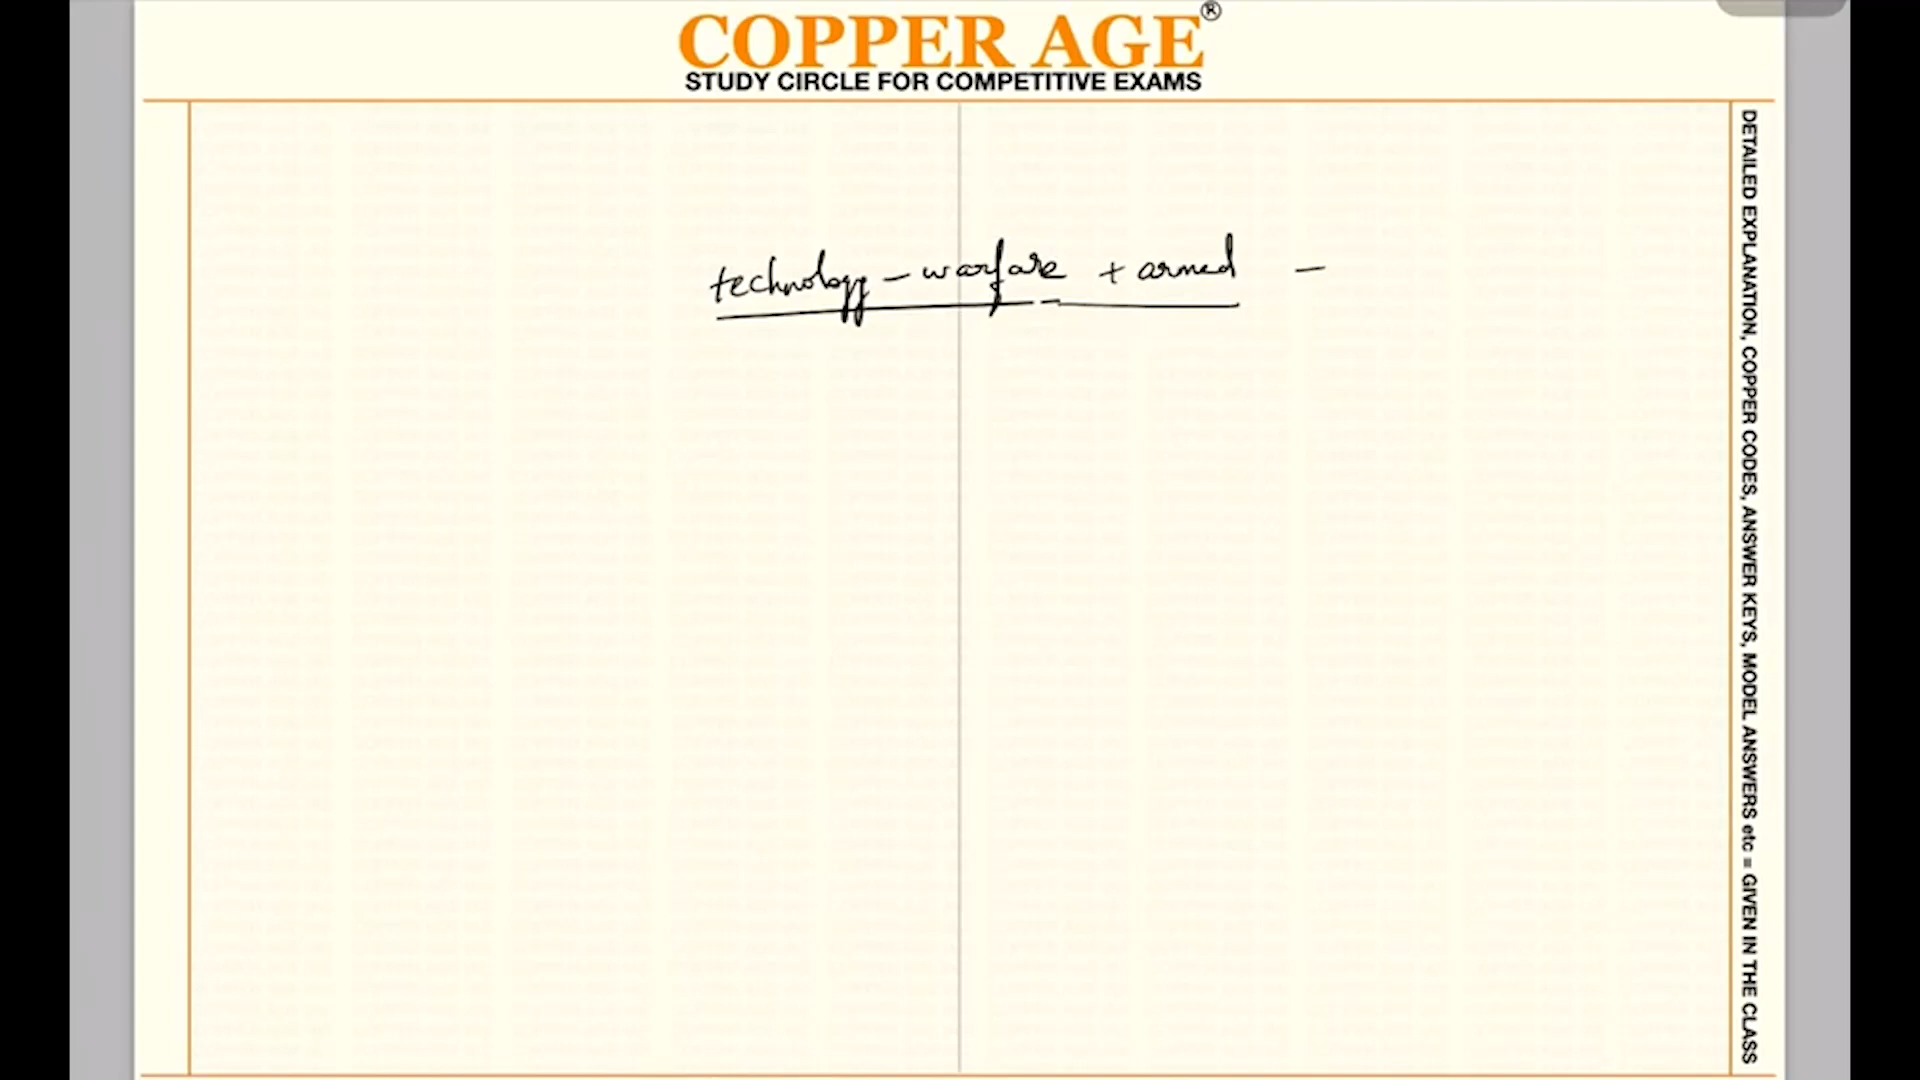 COPPER AGE®
STUDY CIRCLE FOR COMPETITIVE EXAMS
technology – warfare + armed –
DETAILED EXPLANATION, COPPER CODES, ANSWER KEYS, MODEL ANSWERS etc = GIVEN IN THE CLASS